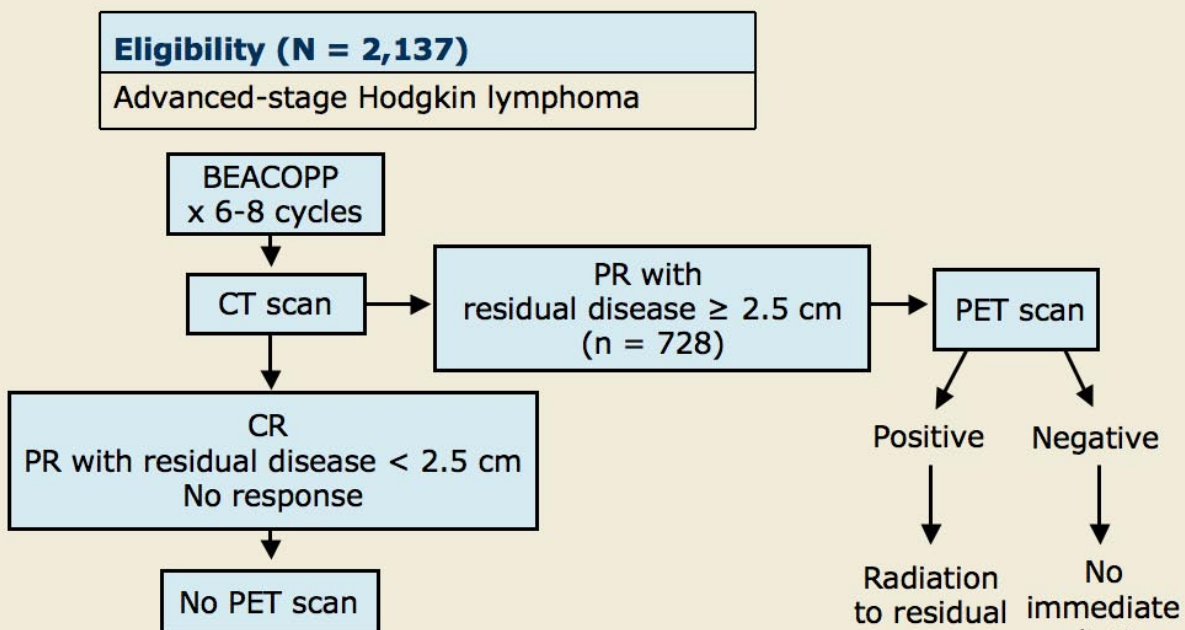 Eligibility (N = 2,137)
Advanced-stage Hodgkin lymphoma
BEACOPP
x 6-8 cycles
CT scan
PR with
residual disease ≥ 2.5 cm
(n = 728)
PET scan
CR
PR with residual disease < 2.5 cm
No response
No PET scan
Positive
Negative
Radiation
to residual
No
immediate